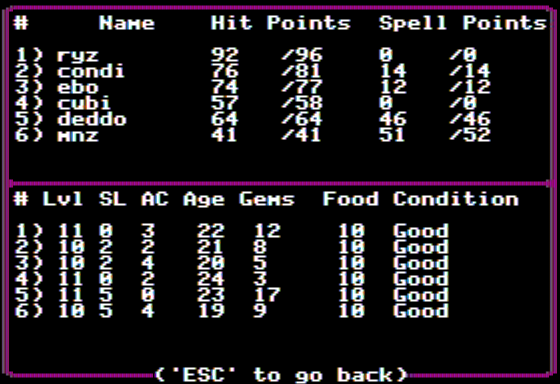 # Name Hit Points Spell Points
1) ryz 92 /96 0 /0
2) condi 76 /81 14 /14
3) ebo 74 /77 12 /12
4) cubi 57 /58 0 /0
5) deddo 64 /64 46 /46
6) mnz 41 /41 51 /52
# Lvl SL AC Age Gems Food Condition
1) 11 0 3 22 12 10 Good
2) 10 2 2 21 8 10 Good
3) 10 2 4 20 5 10 Good
4) 11 0 2 24 3 10 Good
5) 11 5 0 23 17 10 Good
6) 10 5 4 19 9 10 Good
('ESC' to go back)